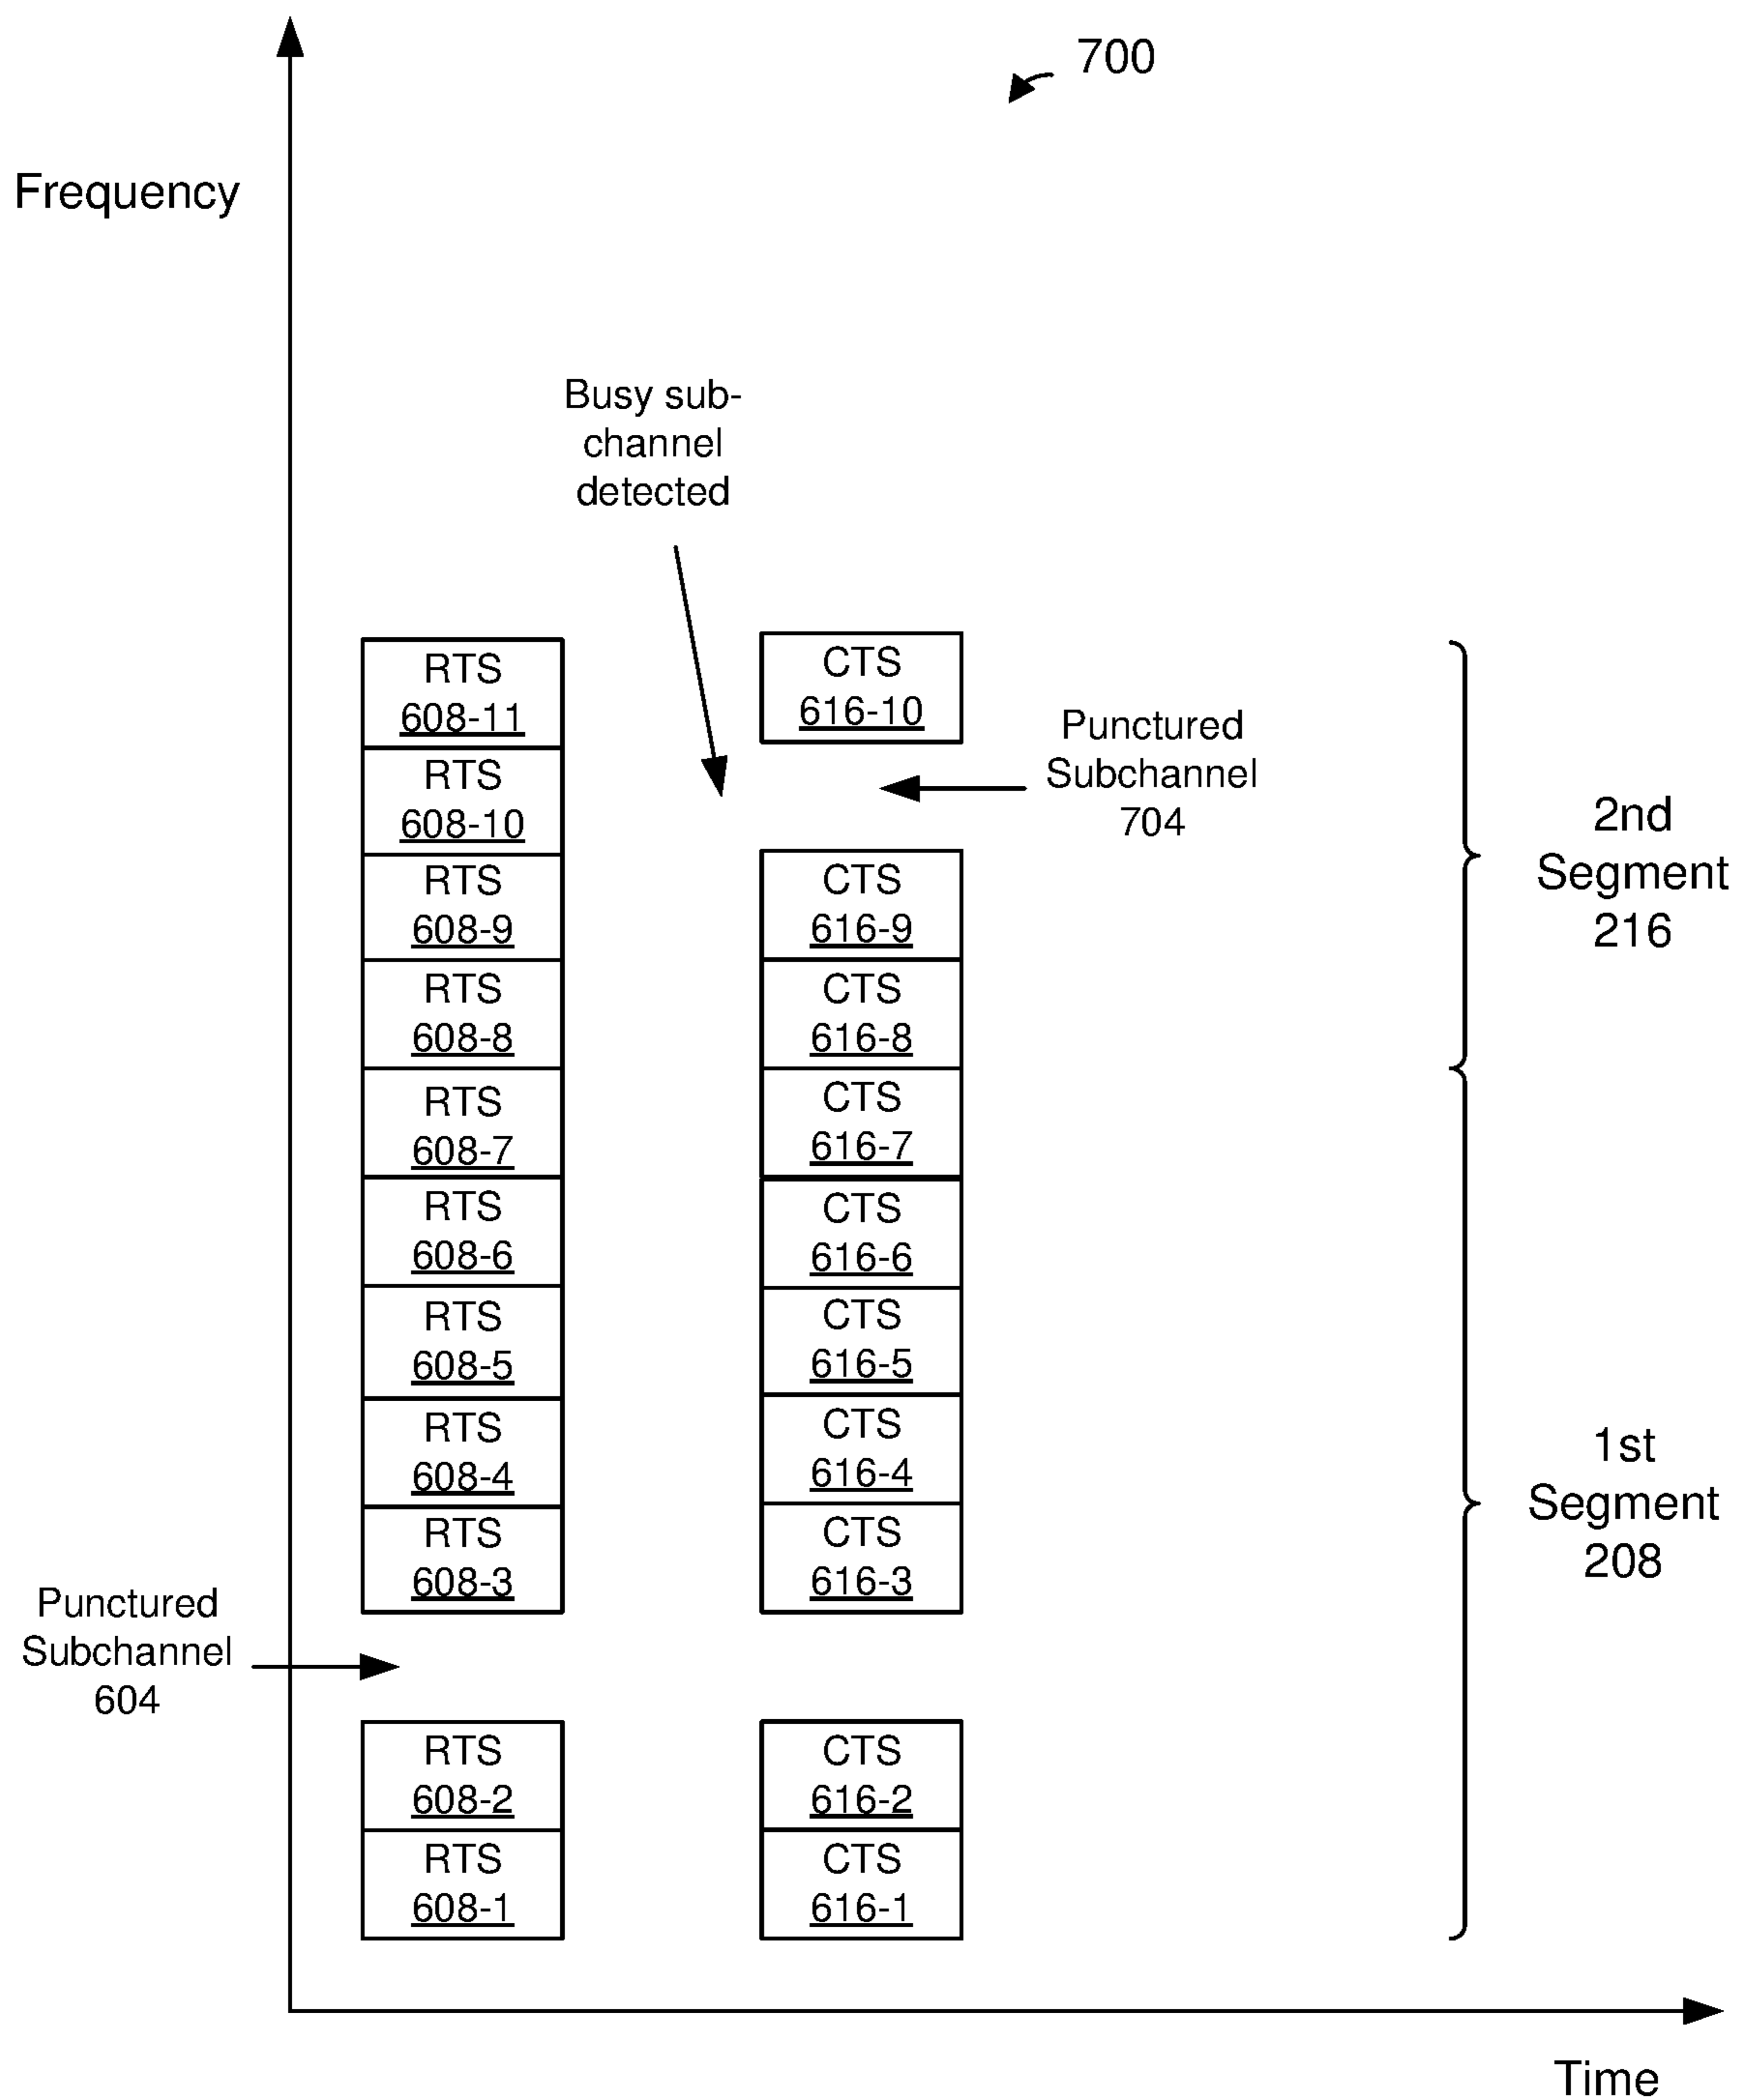 700
Frequency
Busy sub-
channel
detected
RTS
608-11
RTS
608-10
RTS
608-9
RTS
608-8
RTS
608-7
RTS
608-6
RTS
608-5
RTS
608-4
RTS
608-3
RTS
608-2
RTS
608-1
CTS
616-10
CTS
616-9
CTS
616-8
CTS
616-7
CTS
616-6
CTS
616-5
CTS
616-4
CTS
616-3
CTS
616-2
CTS
616-1
Punctured
Subchannel
704
2nd
Segment
216
1st
Segment
208
Punctured
Subchannel
604
Time